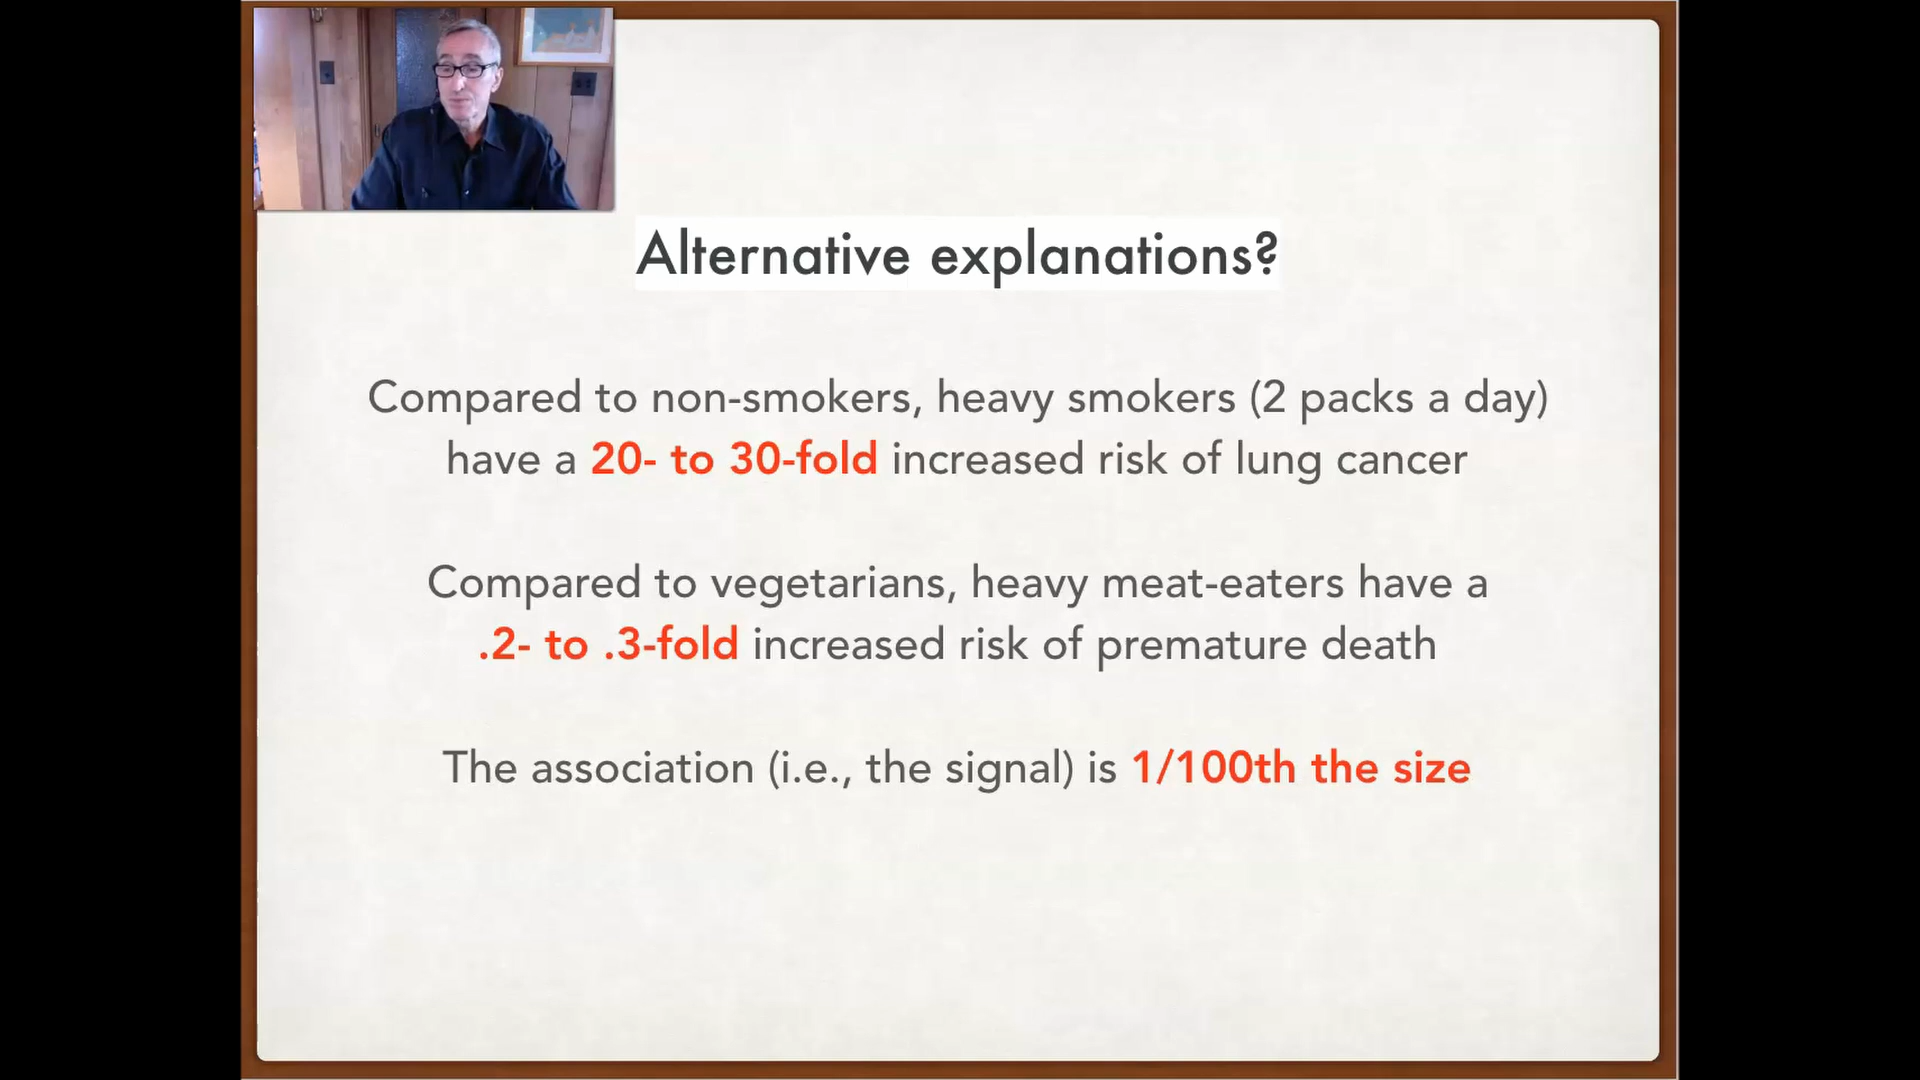 Alternative explanations?
Compared to non-smokers, heavy smokers (2 packs a day)
have a 20- to 30-fold increased risk of lung cancer
Compared to vegetarians, heavy meat-eaters have a
.2- to .3-fold increased risk of premature death
The association (i.e., the signal) is 1/100th the size